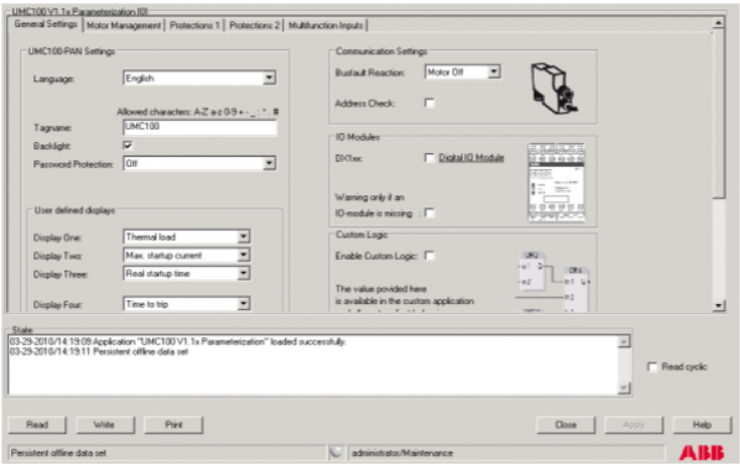 UMC100 V1.1x Parameterization [0]
General Settings Motor Management Protections 1 Protections 2 Multifunction Inputs
UMC100-PAN Settings
Language: English
Allowed characters: A-Z a-z 0-9 + - _ : * . #
Tagname: UMC100
Backlight:
Password Protection: Off
User defined displays
Display One: Thermal load
Display Two: Max. startup current
Display Three: Real startup time
Display Four: Time to trip
Communication Settings
Busfault Reaction: Motor Off
Address Check:
IO Modules
DX1xx: Digital IO Module
Warning only if an
IO-module is missing :
Custom Logic
Enable Custom Logic:
The value povided here
is available in the custom application
State
03-29-2010/14:19:09 Application "UMC100 V1.1x Parameterization" loaded successfully.
03-29-2010/14:19:11 Persistent offline data set
Read cyclic
Read Write Print Close Apply Help
Persistent offline data set administrator/Maintenance ABB